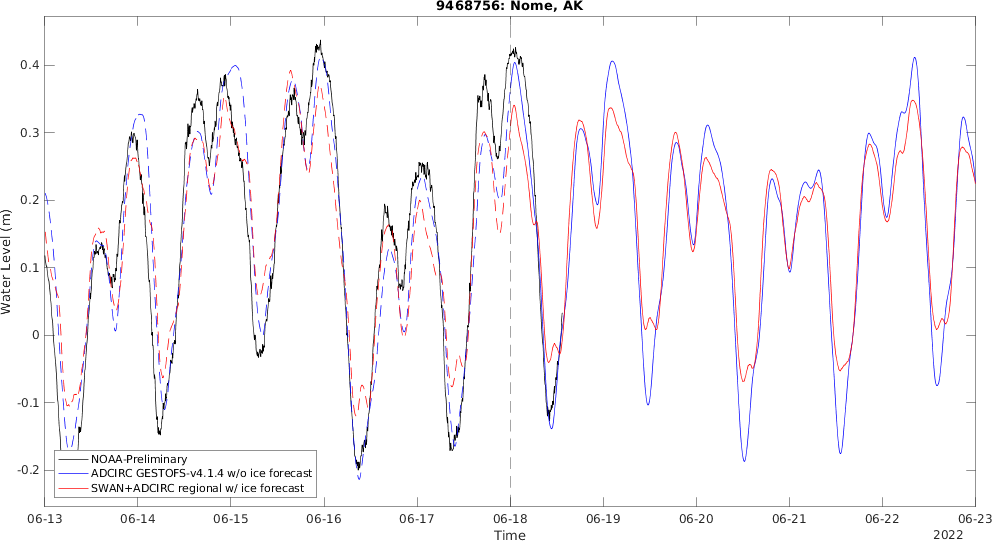 9468756: Nome, AK
Water Level (m)
0.4
0.3
0.2
0.1
0
-0.1
-0.2
NOAA-Preliminary
ADCIRC GESTOFS-v4.1.4 w/o ice forecast
SWAN+ADCIRC regional w/ ice forecast
06-13 06-14 06-15 06-16 06-17 06-18 06-19 06-20 06-21 06-22 06-23
Time
2022